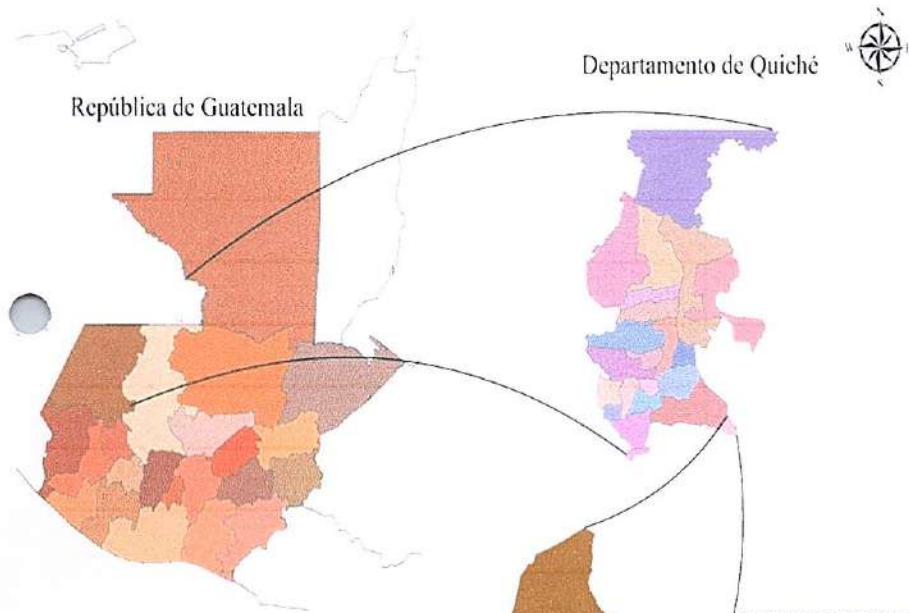 República de Guatemala
Departamento de Quiché
N
W
E
S